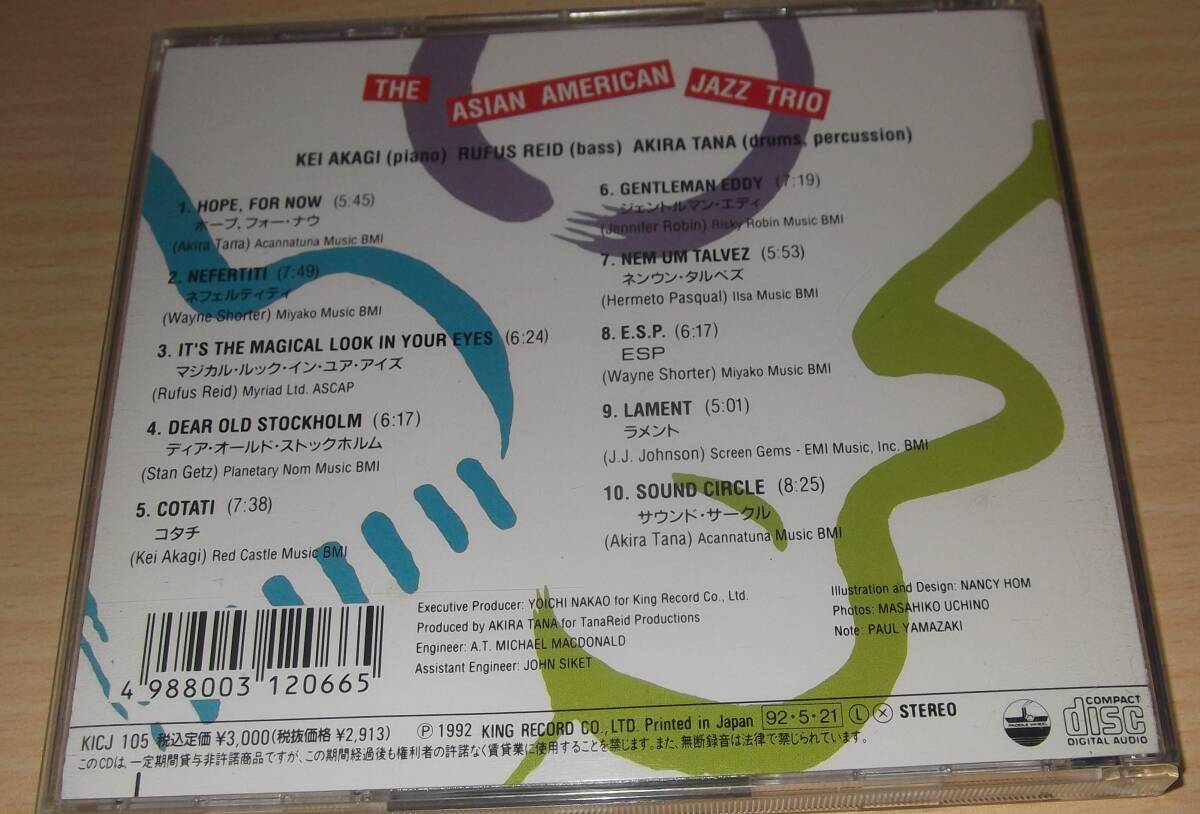 THE ASIAN AMERICAN JAZZ TRIO
KEI AKAGI (piano) RUFUS REID (bass) AKIRA TANA (drums, percussion)
1. HOPE, FOR NOW (5:45)
ホープ,フォー・ナウ
(Akira Tana) Acannatuna Music BMI
2. NEFERTITI (7:49)
ネフェルティティ
(Wayne Shorter) Miyako Music BMI
3. IT'S THE MAGICAL LOOK IN YOUR EYES (6:24)
マジカル・ルック・イン・ユア・アイズ
(Rufus Reid) Myriad Ltd. ASCAP
4. DEAR OLD STOCKHOLM (6:17)
ディア・オールド・ストックホルム
(Stan Getz) Planetary Nom Music BMI
5. COTATI (7:38)
コタチ
(Kei Akagi) Red Castle Music BMI
6. GENTLEMAN EDDY (7:19)
ジェントルマン・エディ
(Jennifer Robin) Risky Robin Music BMI
7. NEM UM TALVEZ (5:53)
ネンウン・タルベズ
(Hermeto Pasqual) Ilsa Music BMI
8. E.S.P. (6:17)
ESP
(Wayne Shorter) Miyako Music BMI
9. LAMENT (5:01)
ラメント
(J.J. Johnson) Screen Gems - EMI Music, Inc. BMI
10. SOUND CIRCLE (8:25)
サウンド・サークル
(Akira Tana) Acannatuna Music BMI
Executive Producer: YOICHI NAKAO for King Record Co., Ltd.
Produced by AKIRA TANA for TanaReid Productions
Engineer: A.T. MICHAEL MACDONALD
Assistant Engineer: JOHN SIKET
Illustration and Design: NANCY HOM
Photos: MASAHIKO UCHINO
Note: PAUL YAMAZAKI
4 988003 120665
KICJ 105 税込定価¥3,000(税抜価格¥2,913) Ⓟ 1992 KING RECORD CO., LTD. Printed in Japan 92・5・21 Ⓛ ⓧ STEREO
このCDは、一定期間貸与非許諾商品ですが、この期間経過後も権利者の許諾なく賃貸業に使用することを禁じます。また、無断録音は法律で禁じられています。
PADDLE WHEEL
COMPACT
disc
DIGITAL AUDIO